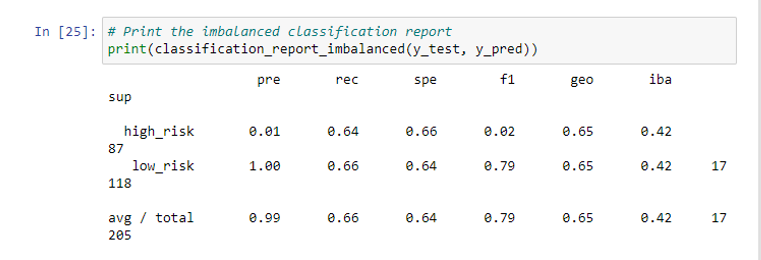 In [25]: # Print the imbalanced classification report
print(classification_report_imbalanced(y_test, y_pred))
pre rec spe f1 geo iba
sup
high_risk 0.01 0.64 0.66 0.02 0.65 0.42
87
low_risk 1.00 0.66 0.64 0.79 0.65 0.42 17
118
avg / total 0.99 0.66 0.64 0.79 0.65 0.42 17
205